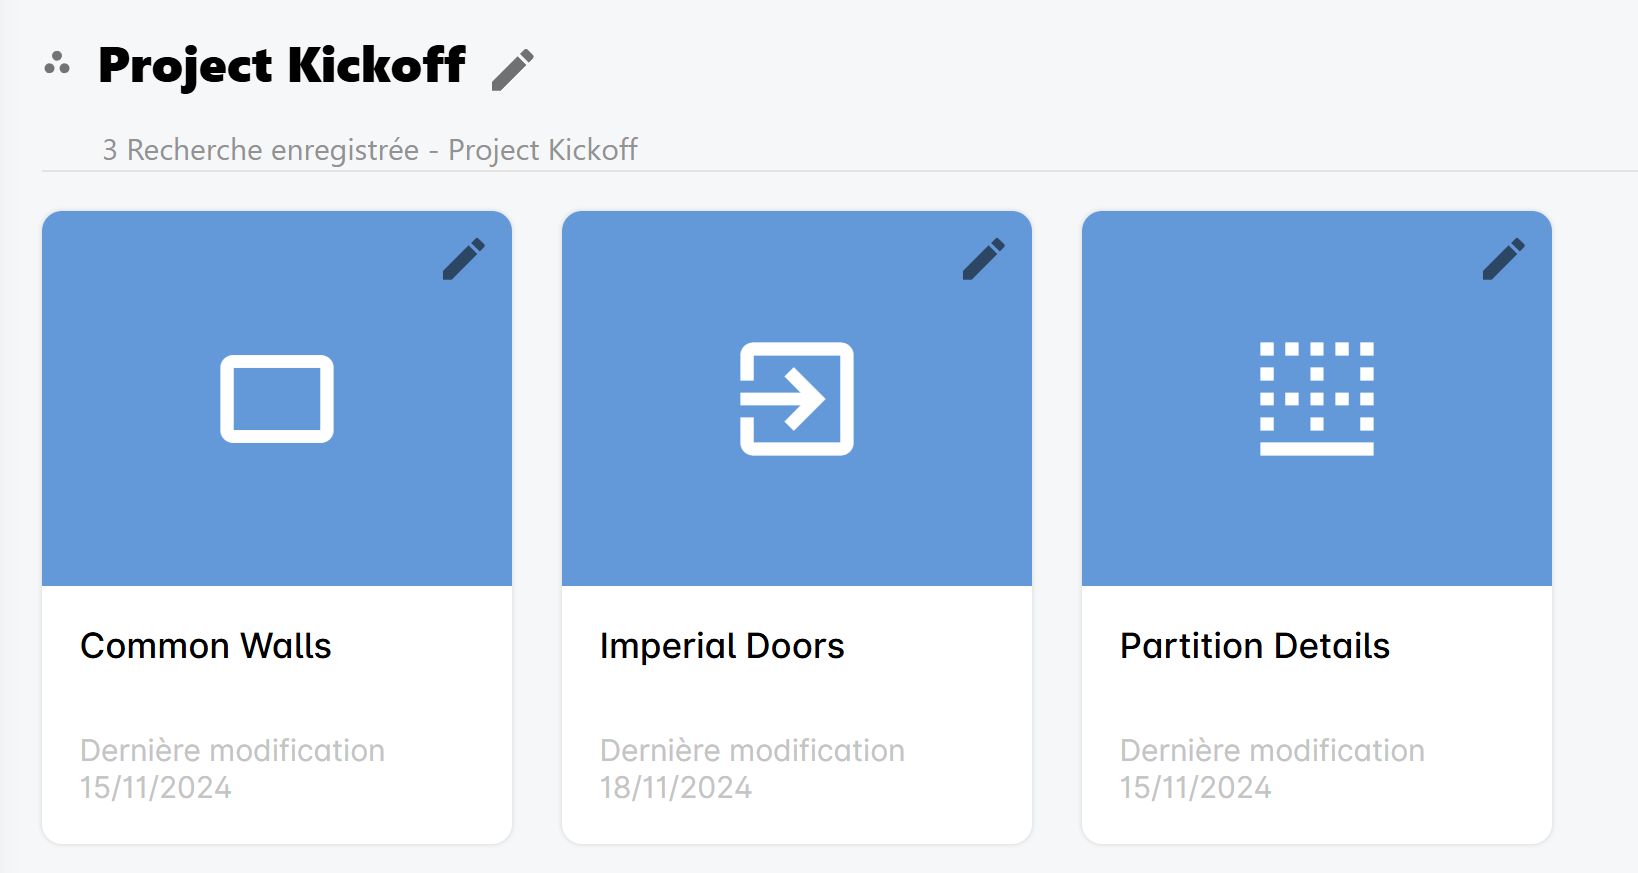 Project Kickoff
3 Recherche enregistrée - Project Kickoff
Common Walls
Dernière modification
15/11/2024
Imperial Doors
Dernière modification
18/11/2024
Partition Details
Dernière modification
15/11/2024